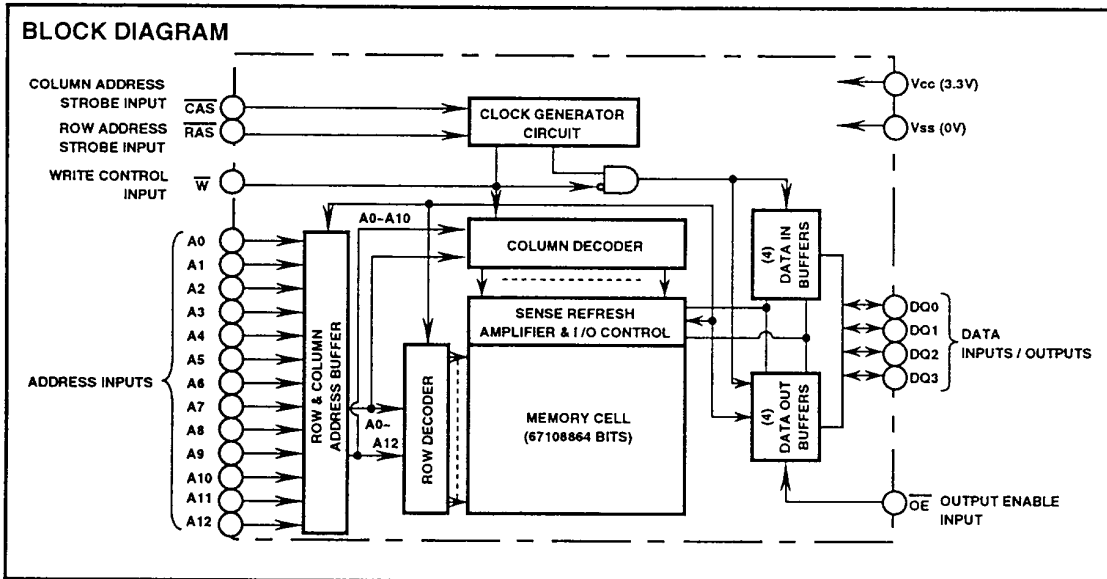 BLOCK DIAGRAM
COLUMN ADDRESS
STROBE INPUT
CAS
ROW ADDRESS
STROBE INPUT
RAS
WRITE CONTROL
INPUT
W
CLOCK GENERATOR
CIRCUIT
Vcc (3.3V)
Vss (0V)
ADDRESS INPUTS
A0
A1
A2
A3
A4
A5
A6
A7
A8
A9
A10
A11
A12
ROW & COLUMN
ADDRESS BUFFER
A0~A10
COLUMN DECODER
SENSE REFRESH
AMPLIFIER & I/O CONTROL
A0~
A12
ROW DECODER
MEMORY CELL
(67108864 BITS)
(4)
DATA IN
BUFFERS
(4)
DATA OUT
BUFFERS
DQ0
DQ1
DQ2
DQ3
DATA
INPUTS / OUTPUTS
OE
OUTPUT ENABLE
INPUT